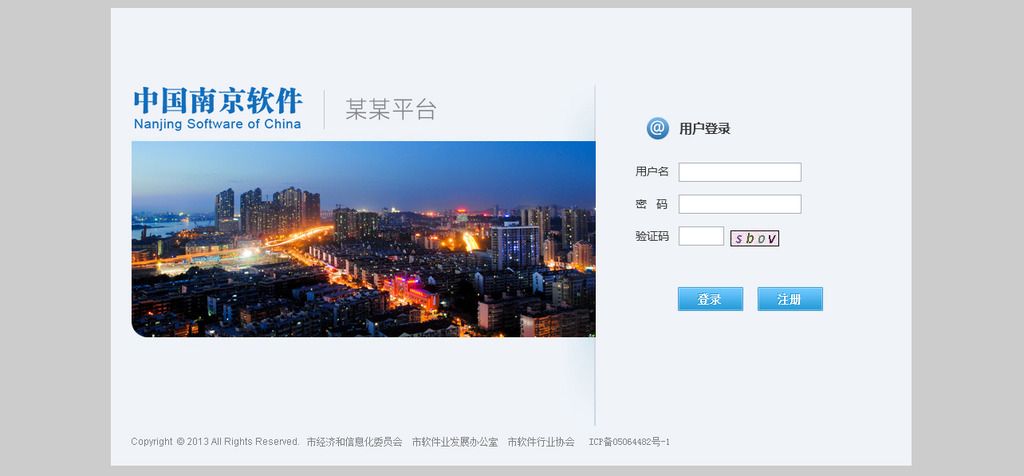 中国南京软件
Nanjing Software of China
某某平台
@ 用户登录
用户名
密 码
验证码 sbov
登录 注册
Copyright © 2013 All Rights Reserved. 市经济和信息化委员会 市软件业发展办公室 市软件行业协会 ICP备05064482号-1